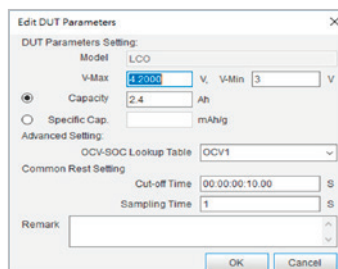 Edit DUT Parameters
DUT Parameters Setting:
Model LCO
V-Max 4.2000 V, V-Min 3 V
Capacity 2.4 Ah
Specific Cap. mAh/g
Advanced Setting:
OCV-SOC Lookup Table OCV1
Common Rest Setting
Cut-off Time 00:00:00:10.00 S
Sampling Time 1 S
Remark
OK Cancel